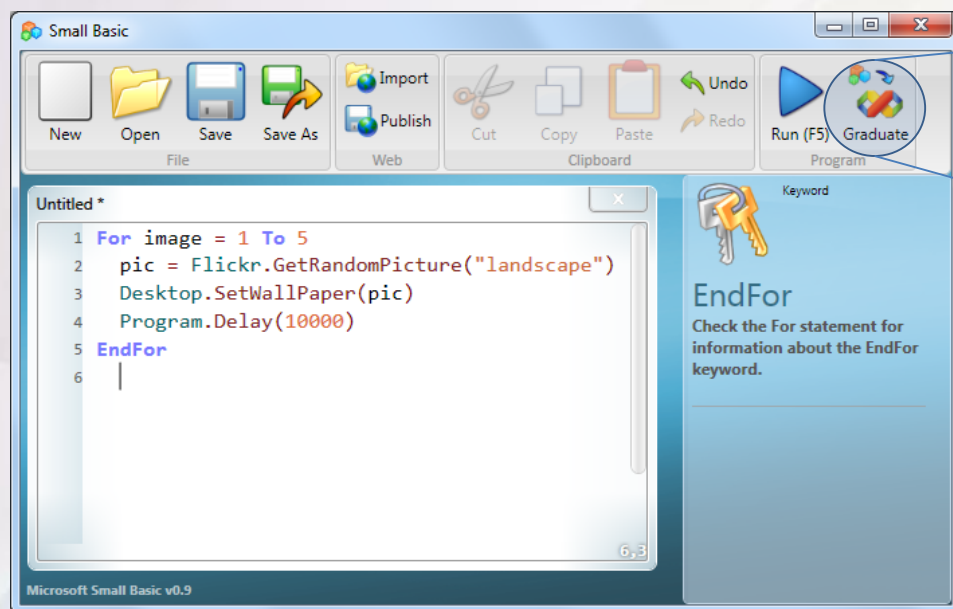 Small Basic
New Open Save Save As
File
Import
Publish
Web
Cut Copy Paste
Undo
Redo
Clipboard
Run (F5) Graduate
Program
Untitled *
1 For image = 1 To 5
2 pic = Flickr.GetRandomPicture("landscape")
3 Desktop.SetWallPaper(pic)
4 Program.Delay(10000)
5 EndFor
6
6,3
Keyword
EndFor
Check the For statement for
information about the EndFor
keyword.
Microsoft Small Basic v0.9